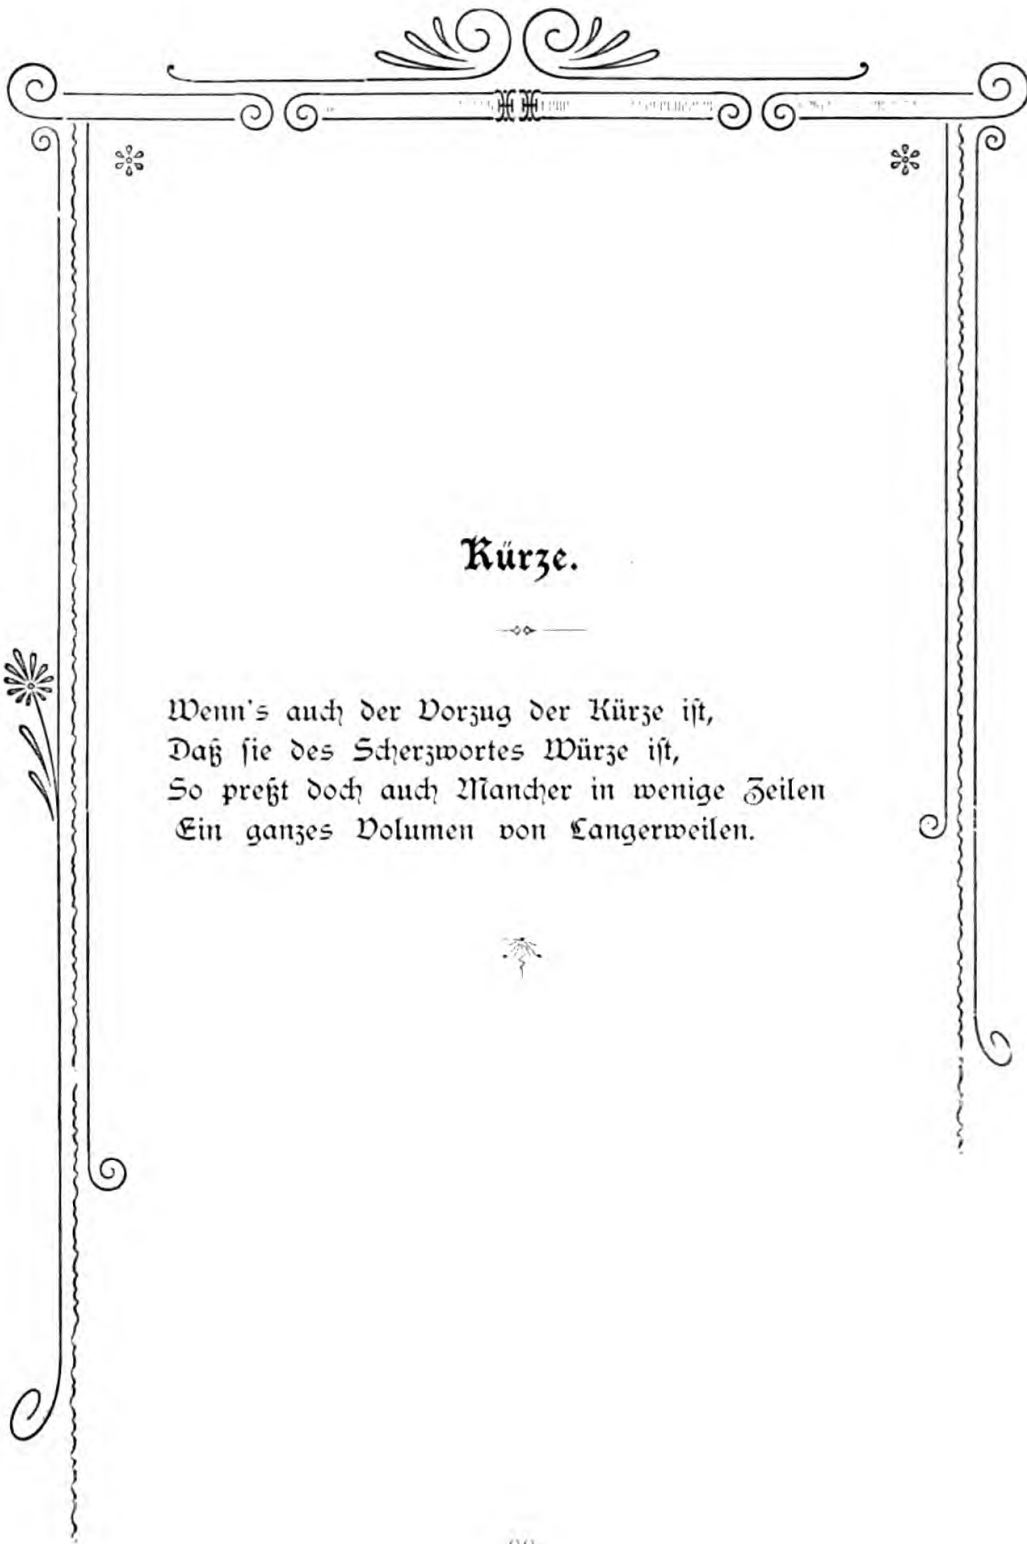 Kürze.
Wenn's auch der Vorzug der Kürze ist,
Daß sie des Scherzwortes Würze ist,
So preßt doch auch Mancher in wenige Zeilen
Ein ganzes Volumen von Langerweilen.